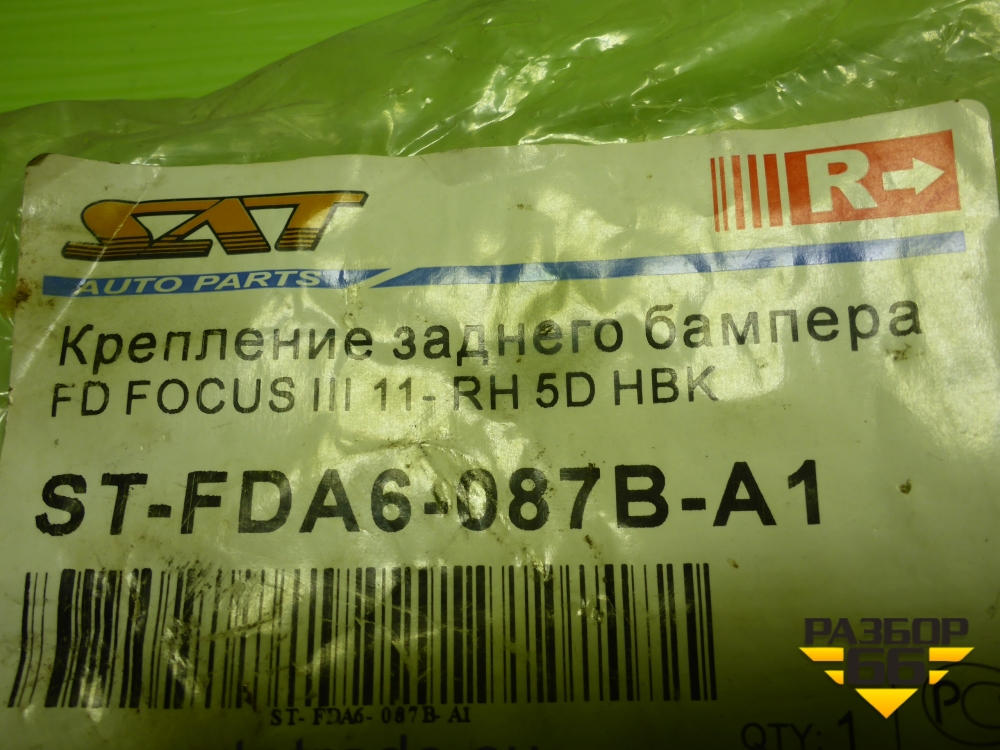 SAT
R
AUTO PARTS
Крепление заднего бампера
FD FOCUS III 11- RH 5D HBK
ST-FDA6-087B-A1
ST- FDA6- 087B- A1
РАЗБОР
66
QTY: 1
РС